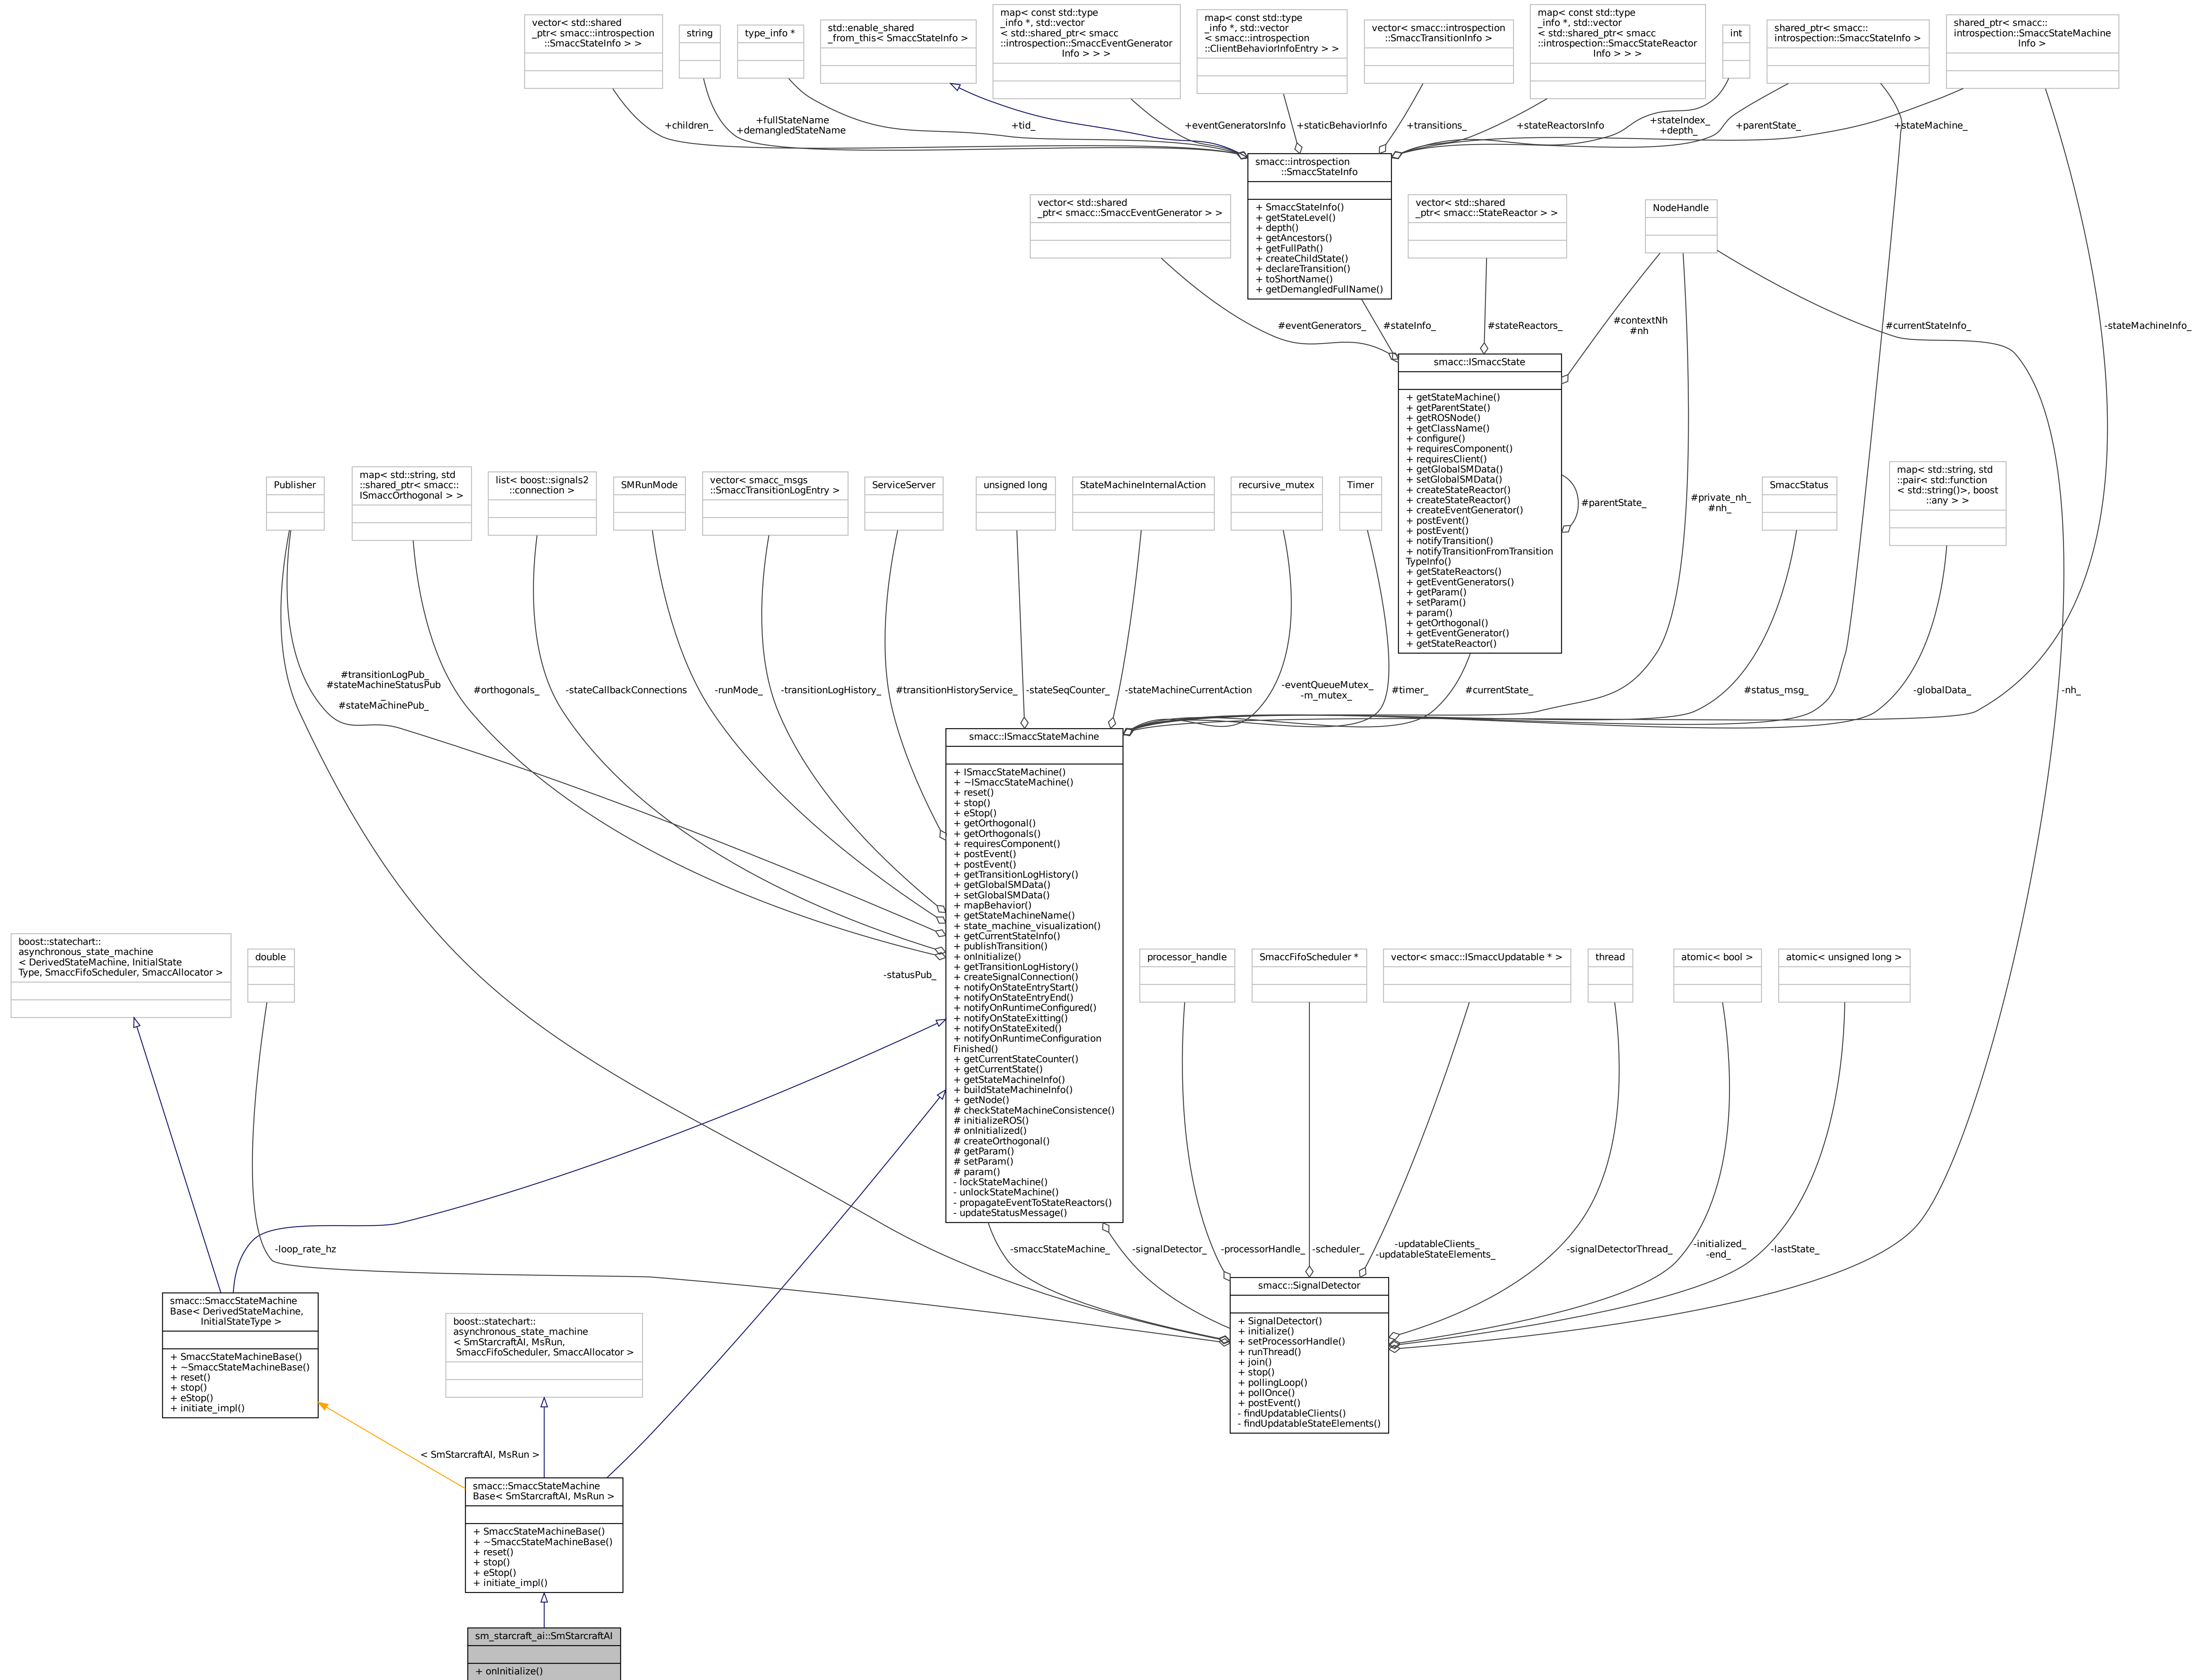 vector< std::shared
_ptr< smacc::introspection
::SmaccStateInfo > >
string
type_info *
std::enable_shared
_from_this< SmaccStateInfo >
map< const std::type
_info *, std::vector
< std::shared_ptr< smacc
::introspection::SmaccEventGenerator
Info > > >
map< const std::type
_info *, std::vector
< smacc::introspection
::ClientBehaviorInfoEntry > >
vector< smacc::introspection
::SmaccTransitionInfo >
map< const std::type
_info *, std::vector
< std::shared_ptr< smacc
::introspection::SmaccStateReactor
Info > > >
int
shared_ptr< smacc::
introspection::SmaccStateInfo >
shared_ptr< smacc::
introspection::SmaccStateMachine
Info >
+children_
+fullStateName
+demangledStateName
+tid_
+eventGeneratorsInfo
+staticBehaviorInfo
+transitions_
+stateReactorsInfo
+stateIndex_
+depth_
+parentState_
+stateMachine_
smacc::introspection
::SmaccStateInfo
+ SmaccStateInfo()
+ getStateLevel()
+ depth()
+ getAncestors()
+ getFullPath()
+ createChildState()
+ declareTransition()
+ toShortName()
+ getDemangledFullName()
vector< std::shared
_ptr< smacc::SmaccEventGenerator > >
vector< std::shared
_ptr< smacc::StateReactor > >
NodeHandle
#eventGenerators_
#stateInfo_
#stateReactors_
#contextNh
#nh
#currentStateInfo_
-stateMachineInfo_
smacc::ISmaccState
+ getStateMachine()
+ getParentState()
+ getROSNode()
+ getClassName()
+ configure()
+ requiresComponent()
+ requiresClient()
+ getGlobalSMData()
+ setGlobalSMData()
+ createStateReactor()
+ createStateReactor()
+ createEventGenerator()
+ postEvent()
+ postEvent()
+ notifyTransition()
+ notifyTransitionFromTransition
TypeInfo()
+ getStateReactors()
+ getEventGenerators()
+ getParam()
+ setParam()
+ param()
+ getOrthogonal()
+ getEventGenerator()
+ getStateReactor()
#parentState_
#private_nh_
#nh_
Publisher
map< std::string, std
::shared_ptr< smacc::
ISmaccOrthogonal > >
list< boost::signals2
::connection >
SMRunMode
vector< smacc_msgs
::SmaccTransitionLogEntry >
ServiceServer
unsigned long
StateMachineInternalAction
recursive_mutex
Timer
SmaccStatus
map< std::string, std
::pair< std::function
< std::string()>, boost
::any > >
#transitionLogPub_
#stateMachineStatusPub
_
#stateMachinePub_
#orthogonals_
-stateCallbackConnections
-runMode_
-transitionLogHistory_
#transitionHistoryService_
-stateSeqCounter_
-stateMachineCurrentAction
-eventQueueMutex_
-m_mutex_
#timer_
#currentState_
#status_msg_
-globalData_
-nh_
smacc::ISmaccStateMachine
+ ISmaccStateMachine()
+ ~ISmaccStateMachine()
+ reset()
+ stop()
+ eStop()
+ getOrthogonal()
+ getOrthogonals()
+ requiresComponent()
+ postEvent()
+ postEvent()
+ getTransitionLogHistory()
+ getGlobalSMData()
+ setGlobalSMData()
+ mapBehavior()
+ getStateMachineName()
+ state_machine_visualization()
+ getCurrentStateInfo()
+ publishTransition()
+ onInitialize()
+ getTransitionLogHistory()
+ createSignalConnection()
+ notifyOnStateEntryStart()
+ notifyOnStateEntryEnd()
+ notifyOnRuntimeConfigured()
+ notifyOnStateExitting()
+ notifyOnStateExited()
+ notifyOnRuntimeConfiguration
Finished()
+ getCurrentStateCounter()
+ getCurrentState()
+ getStateMachineInfo()
+ buildStateMachineInfo()
+ getNode()
# checkStateMachineConsistence()
# initializeROS()
# onInitialized()
# createOrthogonal()
# getParam()
# setParam()
# param()
- lockStateMachine()
- unlockStateMachine()
- propagateEventToStateReactors()
- updateStatusMessage()
boost::statechart::
asynchronous_state_machine
< DerivedStateMachine, InitialState
Type, SmaccFifoScheduler, SmaccAllocator >
double
-statusPub_
processor_handle
SmaccFifoScheduler *
vector< smacc::ISmaccUpdatable * >
thread
atomic< bool >
atomic< unsigned long >
-loop_rate_hz
-smaccStateMachine_
-signalDetector_
-processorHandle_
-scheduler_
-updatableClients_
-updatableStateElements_
-signalDetectorThread_
-initialized_
-end_
-lastState_
smacc::SmaccStateMachine
Base< DerivedStateMachine,
InitialStateType >
+ SmaccStateMachineBase()
+ ~SmaccStateMachineBase()
+ reset()
+ stop()
+ eStop()
+ initiate_impl()
boost::statechart::
asynchronous_state_machine
< SmStarcraftAI, MsRun,
SmaccFifoScheduler, SmaccAllocator >
smacc::SignalDetector
+ SignalDetector()
+ initialize()
+ setProcessorHandle()
+ runThread()
+ join()
+ stop()
+ pollingLoop()
+ pollOnce()
+ postEvent()
- findUpdatableClients()
- findUpdatableStateElements()
< SmStarcraftAI, MsRun >
smacc::SmaccStateMachine
Base< SmStarcraftAI, MsRun >
+ SmaccStateMachineBase()
+ ~SmaccStateMachineBase()
+ reset()
+ stop()
+ eStop()
+ initiate_impl()
sm_starcraft_ai::SmStarcraftAI
+ onInitialize()